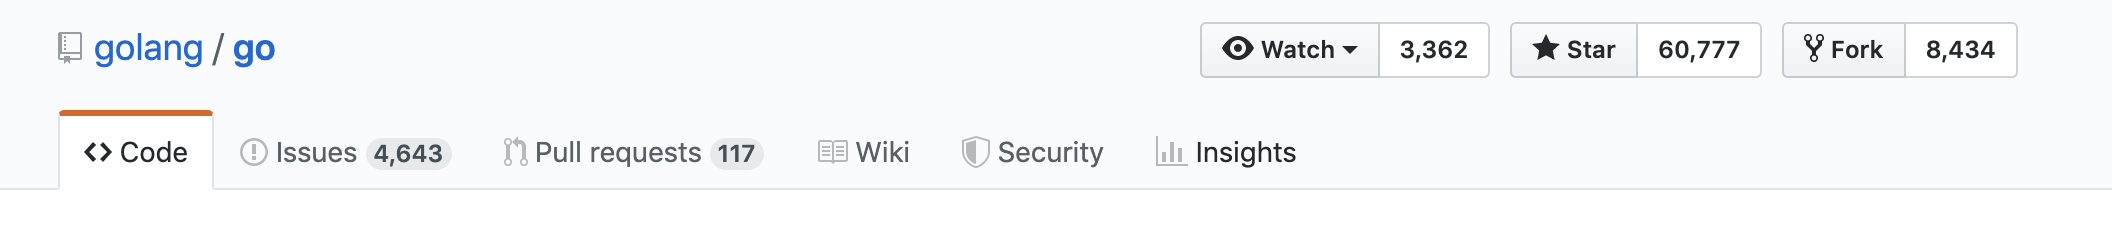 golang / go
Watch 3,362 Star 60,777 Fork 8,434
Code Issues 4,643 Pull requests 117 Wiki Security Insights